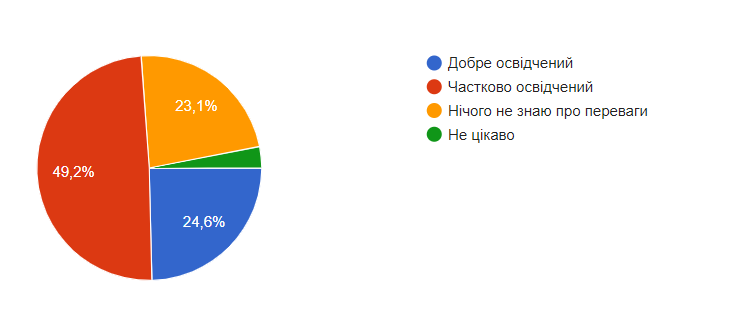 Добре освідчений
Частково освідчений
Нічого не знаю про переваги
Не цікаво
23,1%
49,2%
24,6%